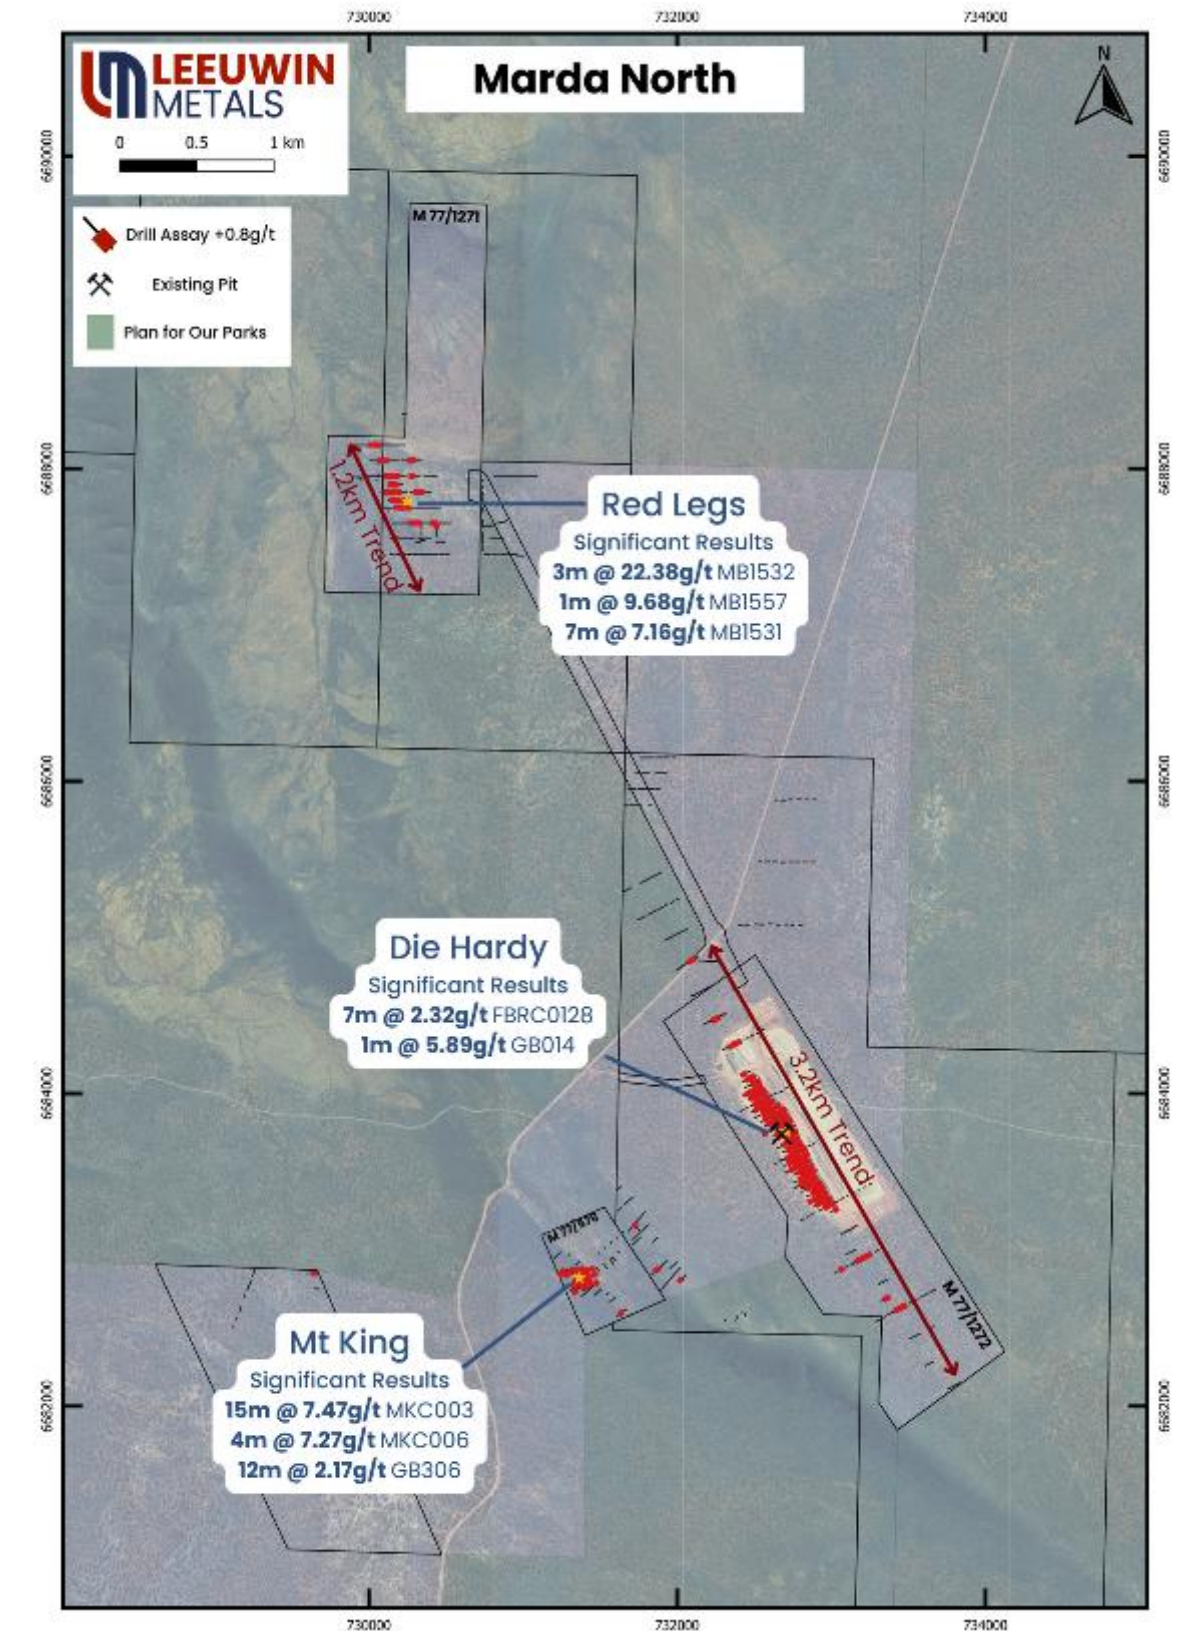 730000
732000
734000
LEEUWIN
METALS
0 0.5 1 km
Marda North
N
6690000
6690000
Drill Assay +0.8g/t
Existing Pit
Plan for Our Parks
M 77/1271
6688000
6688000
1.2km Trend
Red Legs
Significant Results
3m @ 22.38g/t MB1532
1m @ 9.68g/t MB1557
7m @ 7.16g/t MB1531
6686000
6686000
Die Hardy
Significant Results
7m @ 2.32g/t FBRC0128
1m @ 5.89g/t GB014
3.2km Trend
6684000
6684000
M 77/1272
Mt King
Significant Results
15m @ 7.47g/t MKC003
4m @ 7.27g/t MKC006
12m @ 2.17g/t GB306
6682000
6682000
730000
732000
734000